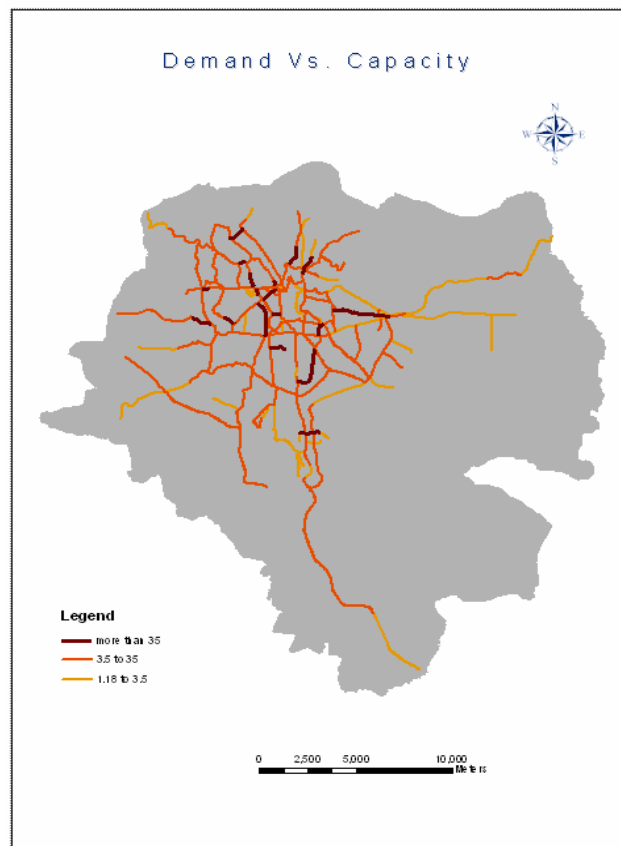 Demand Vs. Capacity
N
W E
S
Legend
more than 35
3.5 to 35
1.18 to 3.5
0 2,500 5,000 10,000
Meters